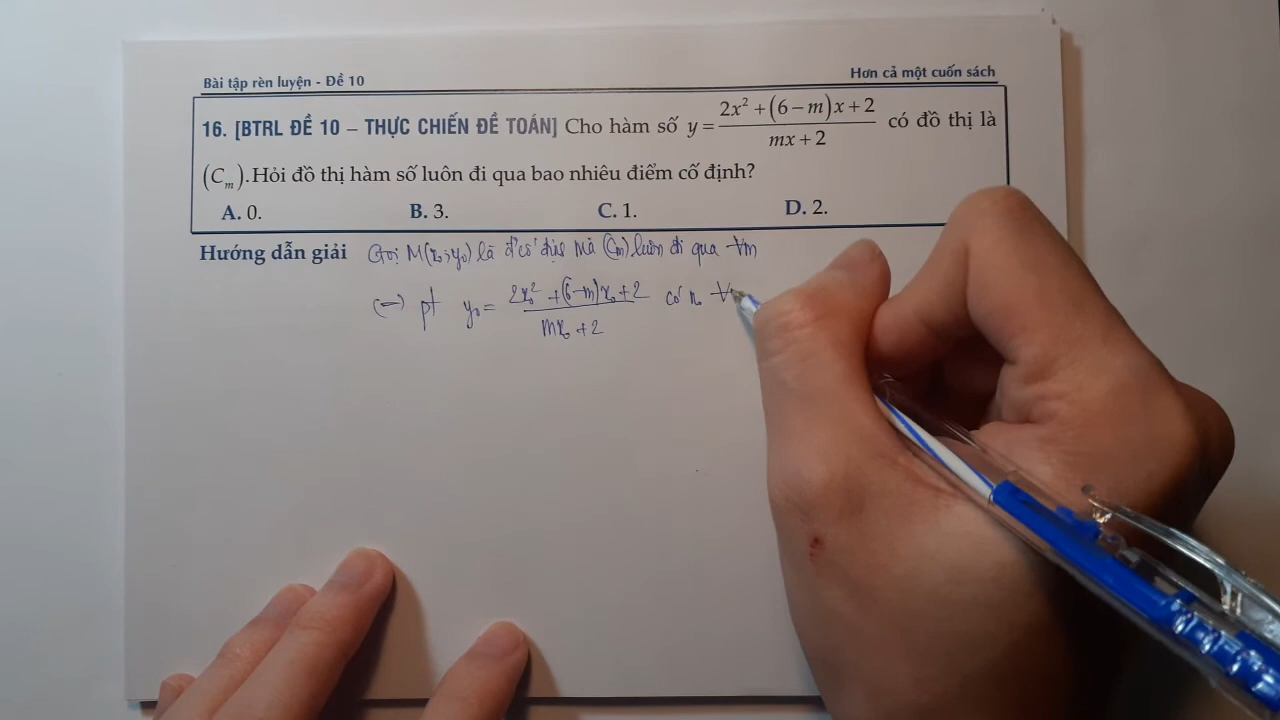 Bài tập rèn luyện - Đề 10
Hơn cả một cuốn sách
16. [BTRL ĐỀ 10 – THỰC CHIẾN ĐỀ TOÁN] Cho hàm số y = (2x² + (6 − m)x + 2)/(mx + 2) có đồ thị là
(Cₘ).Hỏi đồ thị hàm số luôn đi qua bao nhiêu điểm cố định?
A. 0. B. 3. C. 1. D. 2.
Hướng dẫn giải Gọi M(x₀; y₀) là đ' cố định mà (Cₘ) luôn đi qua ∀m
pt y₀ = (2x₀² + (6−m)x₀ + 2)/(mx₀ + 2) có n₀